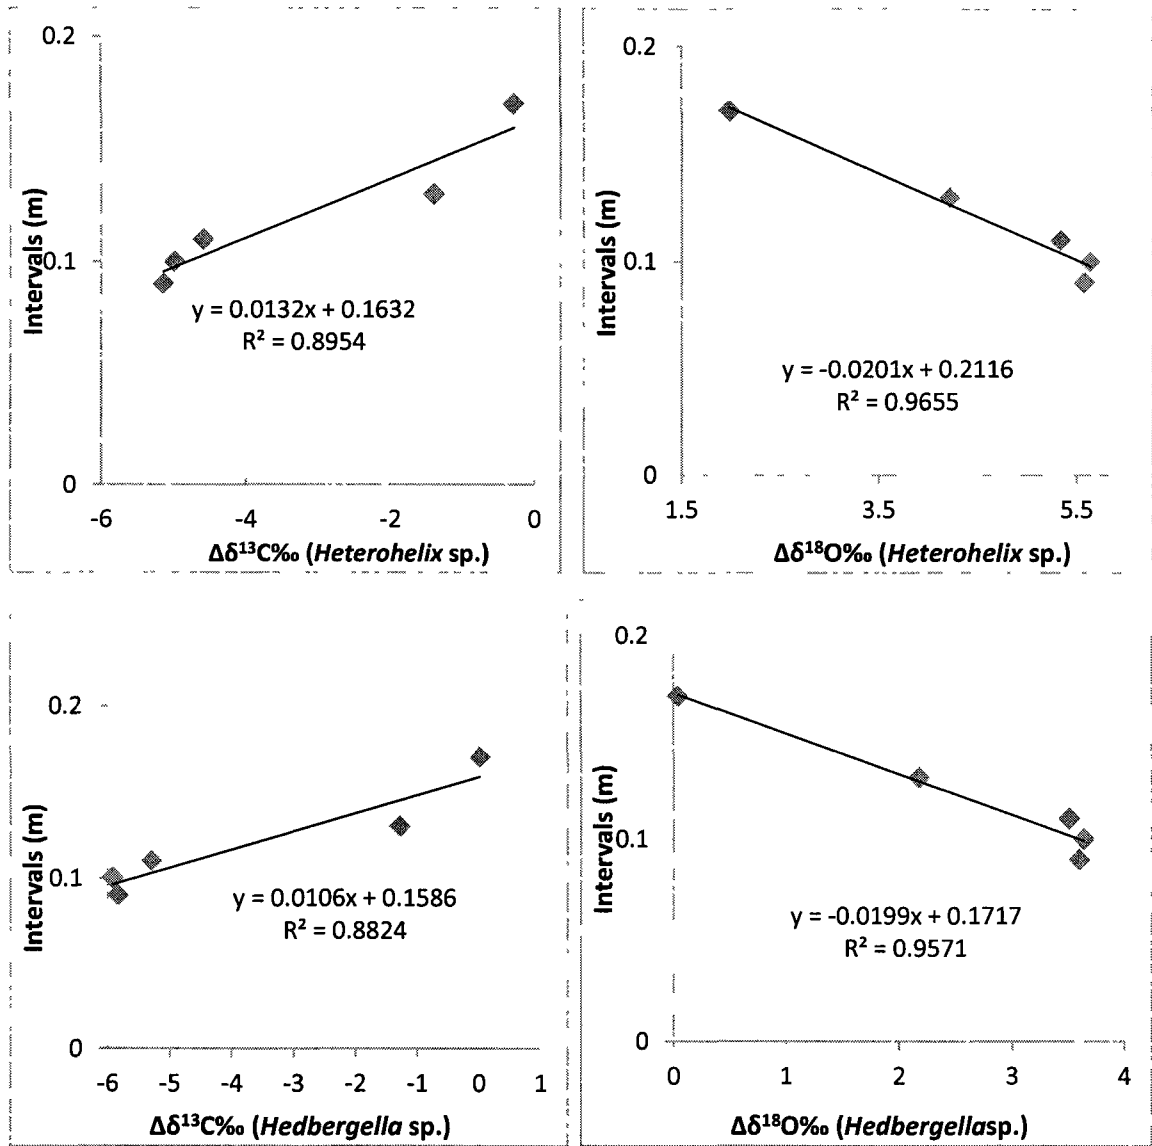 0.2
Intervals (m)
0.1
y = 0.0132x + 0.1632
R² = 0.8954
0
-6 -4 -2 0
Δδ¹³C‰ (Heterohelix sp.)
0.2
Intervals (m)
0.1
y = -0.0201x + 0.2116
R² = 0.9655
0
1.5 3.5 5.5
Δδ¹⁸O‰ (Heterohelix sp.)
0.2
Intervals (m)
0.1
y = 0.0106x + 0.1586
R² = 0.8824
0
-6 -5 -4 -3 -2 -1 0 1
Δδ¹³C‰ (Hedbergella sp.)
0.2
Intervals (m)
0.1
y = -0.0199x + 0.1717
R² = 0.9571
0
0 1 2 3 4
Δδ¹⁸O‰ (Hedbergellasp.)